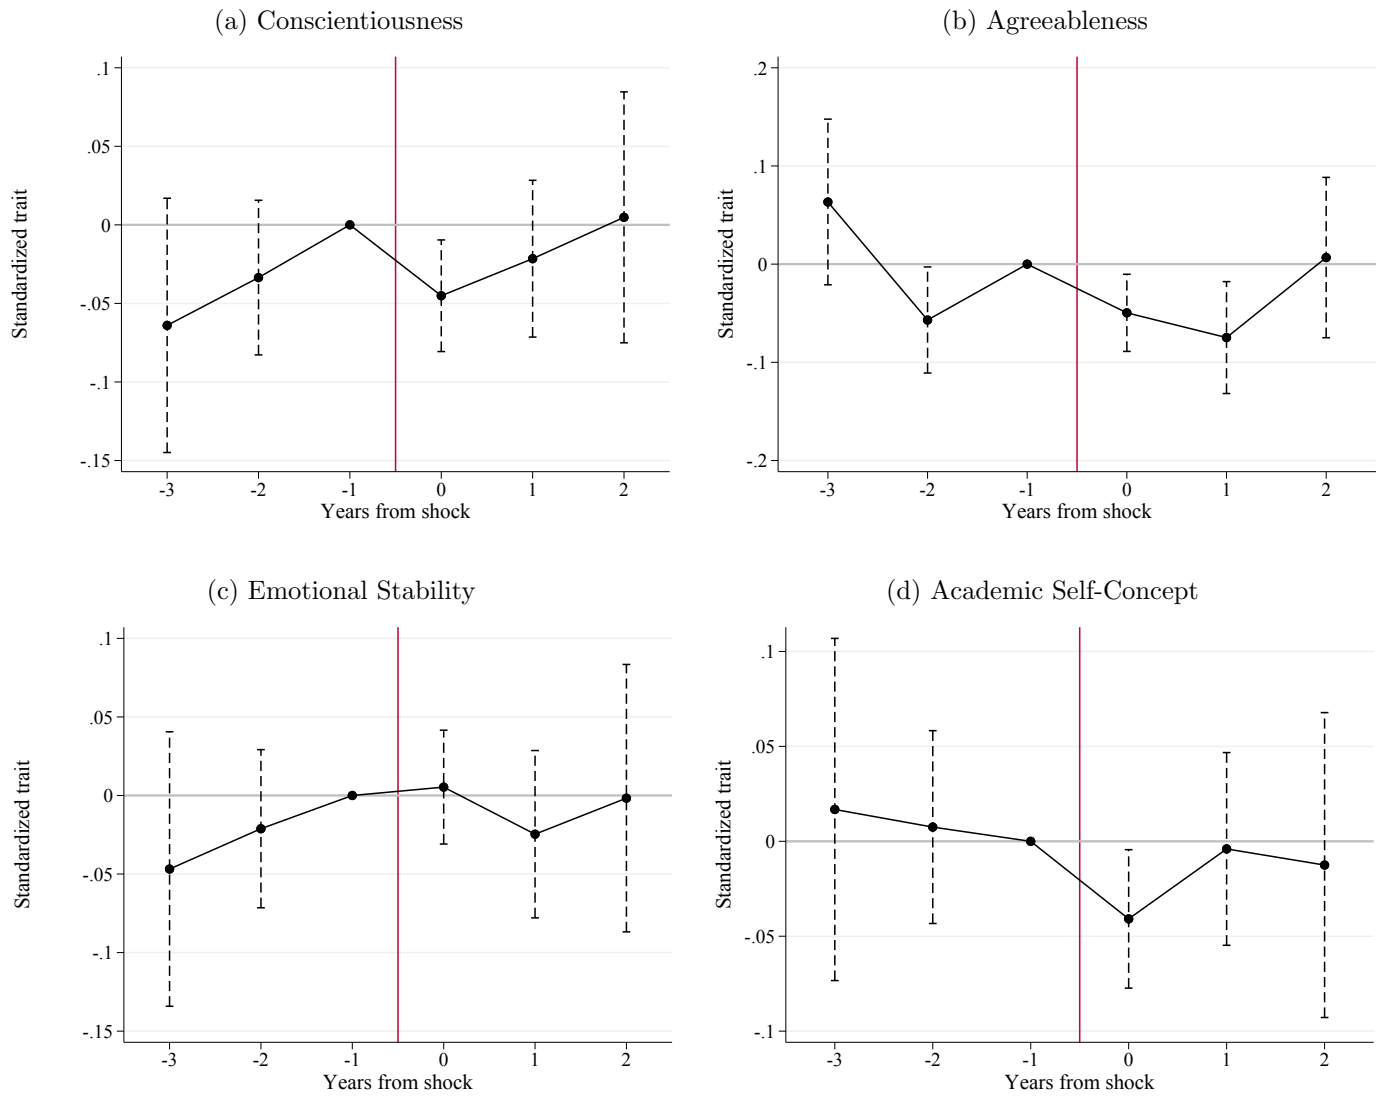 (a) Conscientiousness
.1
.05
0
-.05
-.1
-.15
Standardized trait
-3 -2 -1 0 1 2
Years from shock
(b) Agreeableness
.2
.1
0
-.1
-.2
Standardized trait
-3 -2 -1 0 1 2
Years from shock
(c) Emotional Stability
.1
.05
0
-.05
-.1
-.15
Standardized trait
-3 -2 -1 0 1 2
Years from shock
(d) Academic Self-Concept
.1
.05
0
-.05
-.1
Standardized trait
-3 -2 -1 0 1 2
Years from shock